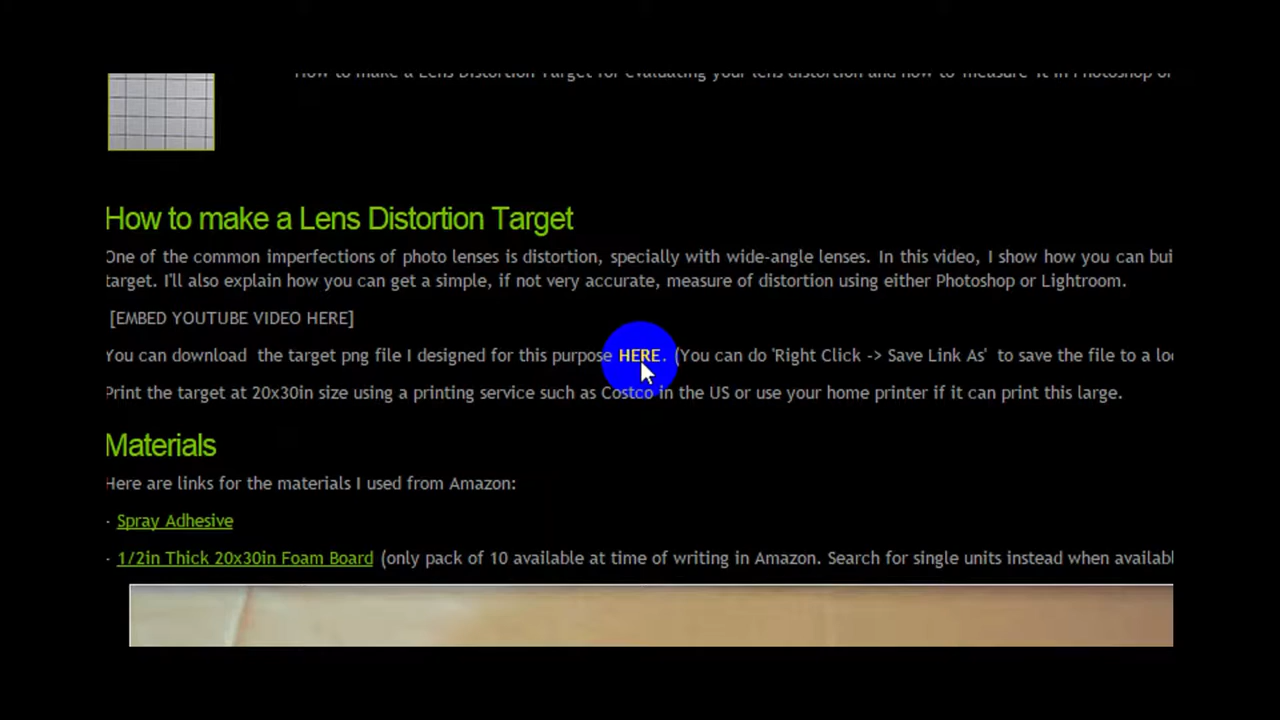 How to make a Lens Distortion Target for evaluating your lens distortion and how to measure it in Photoshop or
How to make a Lens Distortion Target
One of the common imperfections of photo lenses is distortion, specially with wide-angle lenses. In this video, I show how you can bui
target. I'll also explain how you can get a simple, if not very accurate, measure of distortion using either Photoshop or Lightroom.
[EMBED YOUTUBE VIDEO HERE]
You can download the target png file I designed for this purpose HERE. (You can do 'Right Click -> Save Link As' to save the file to a lo
Print the target at 20x30in size using a printing service such as Costco in the US or use your home printer if it can print this large.
Materials
Here are links for the materials I used from Amazon:
- Spray Adhesive
- 1/2in Thick 20x30in Foam Board (only pack of 10 available at time of writing in Amazon. Search for single units instead when availabl